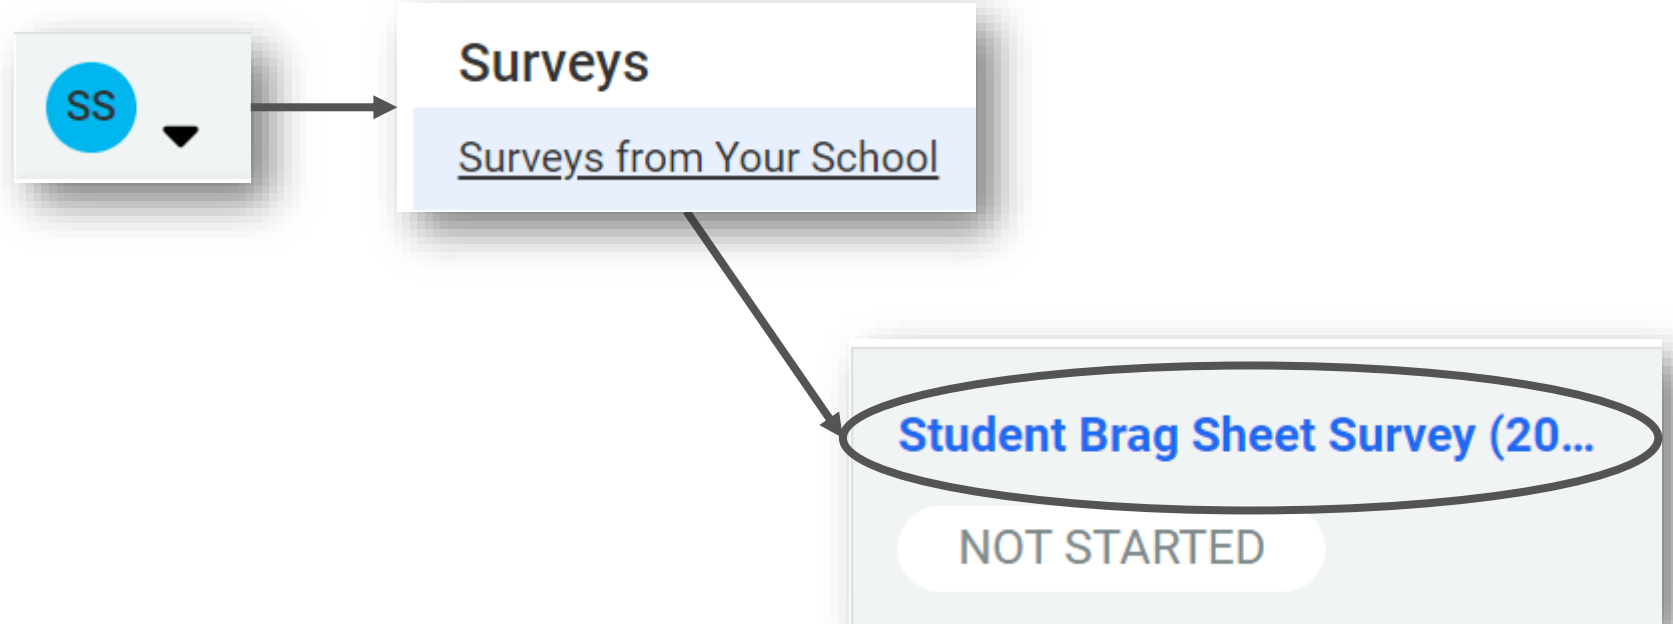 SS
Surveys
Surveys from Your School
Student Brag Sheet Survey (20...
NOT STARTED